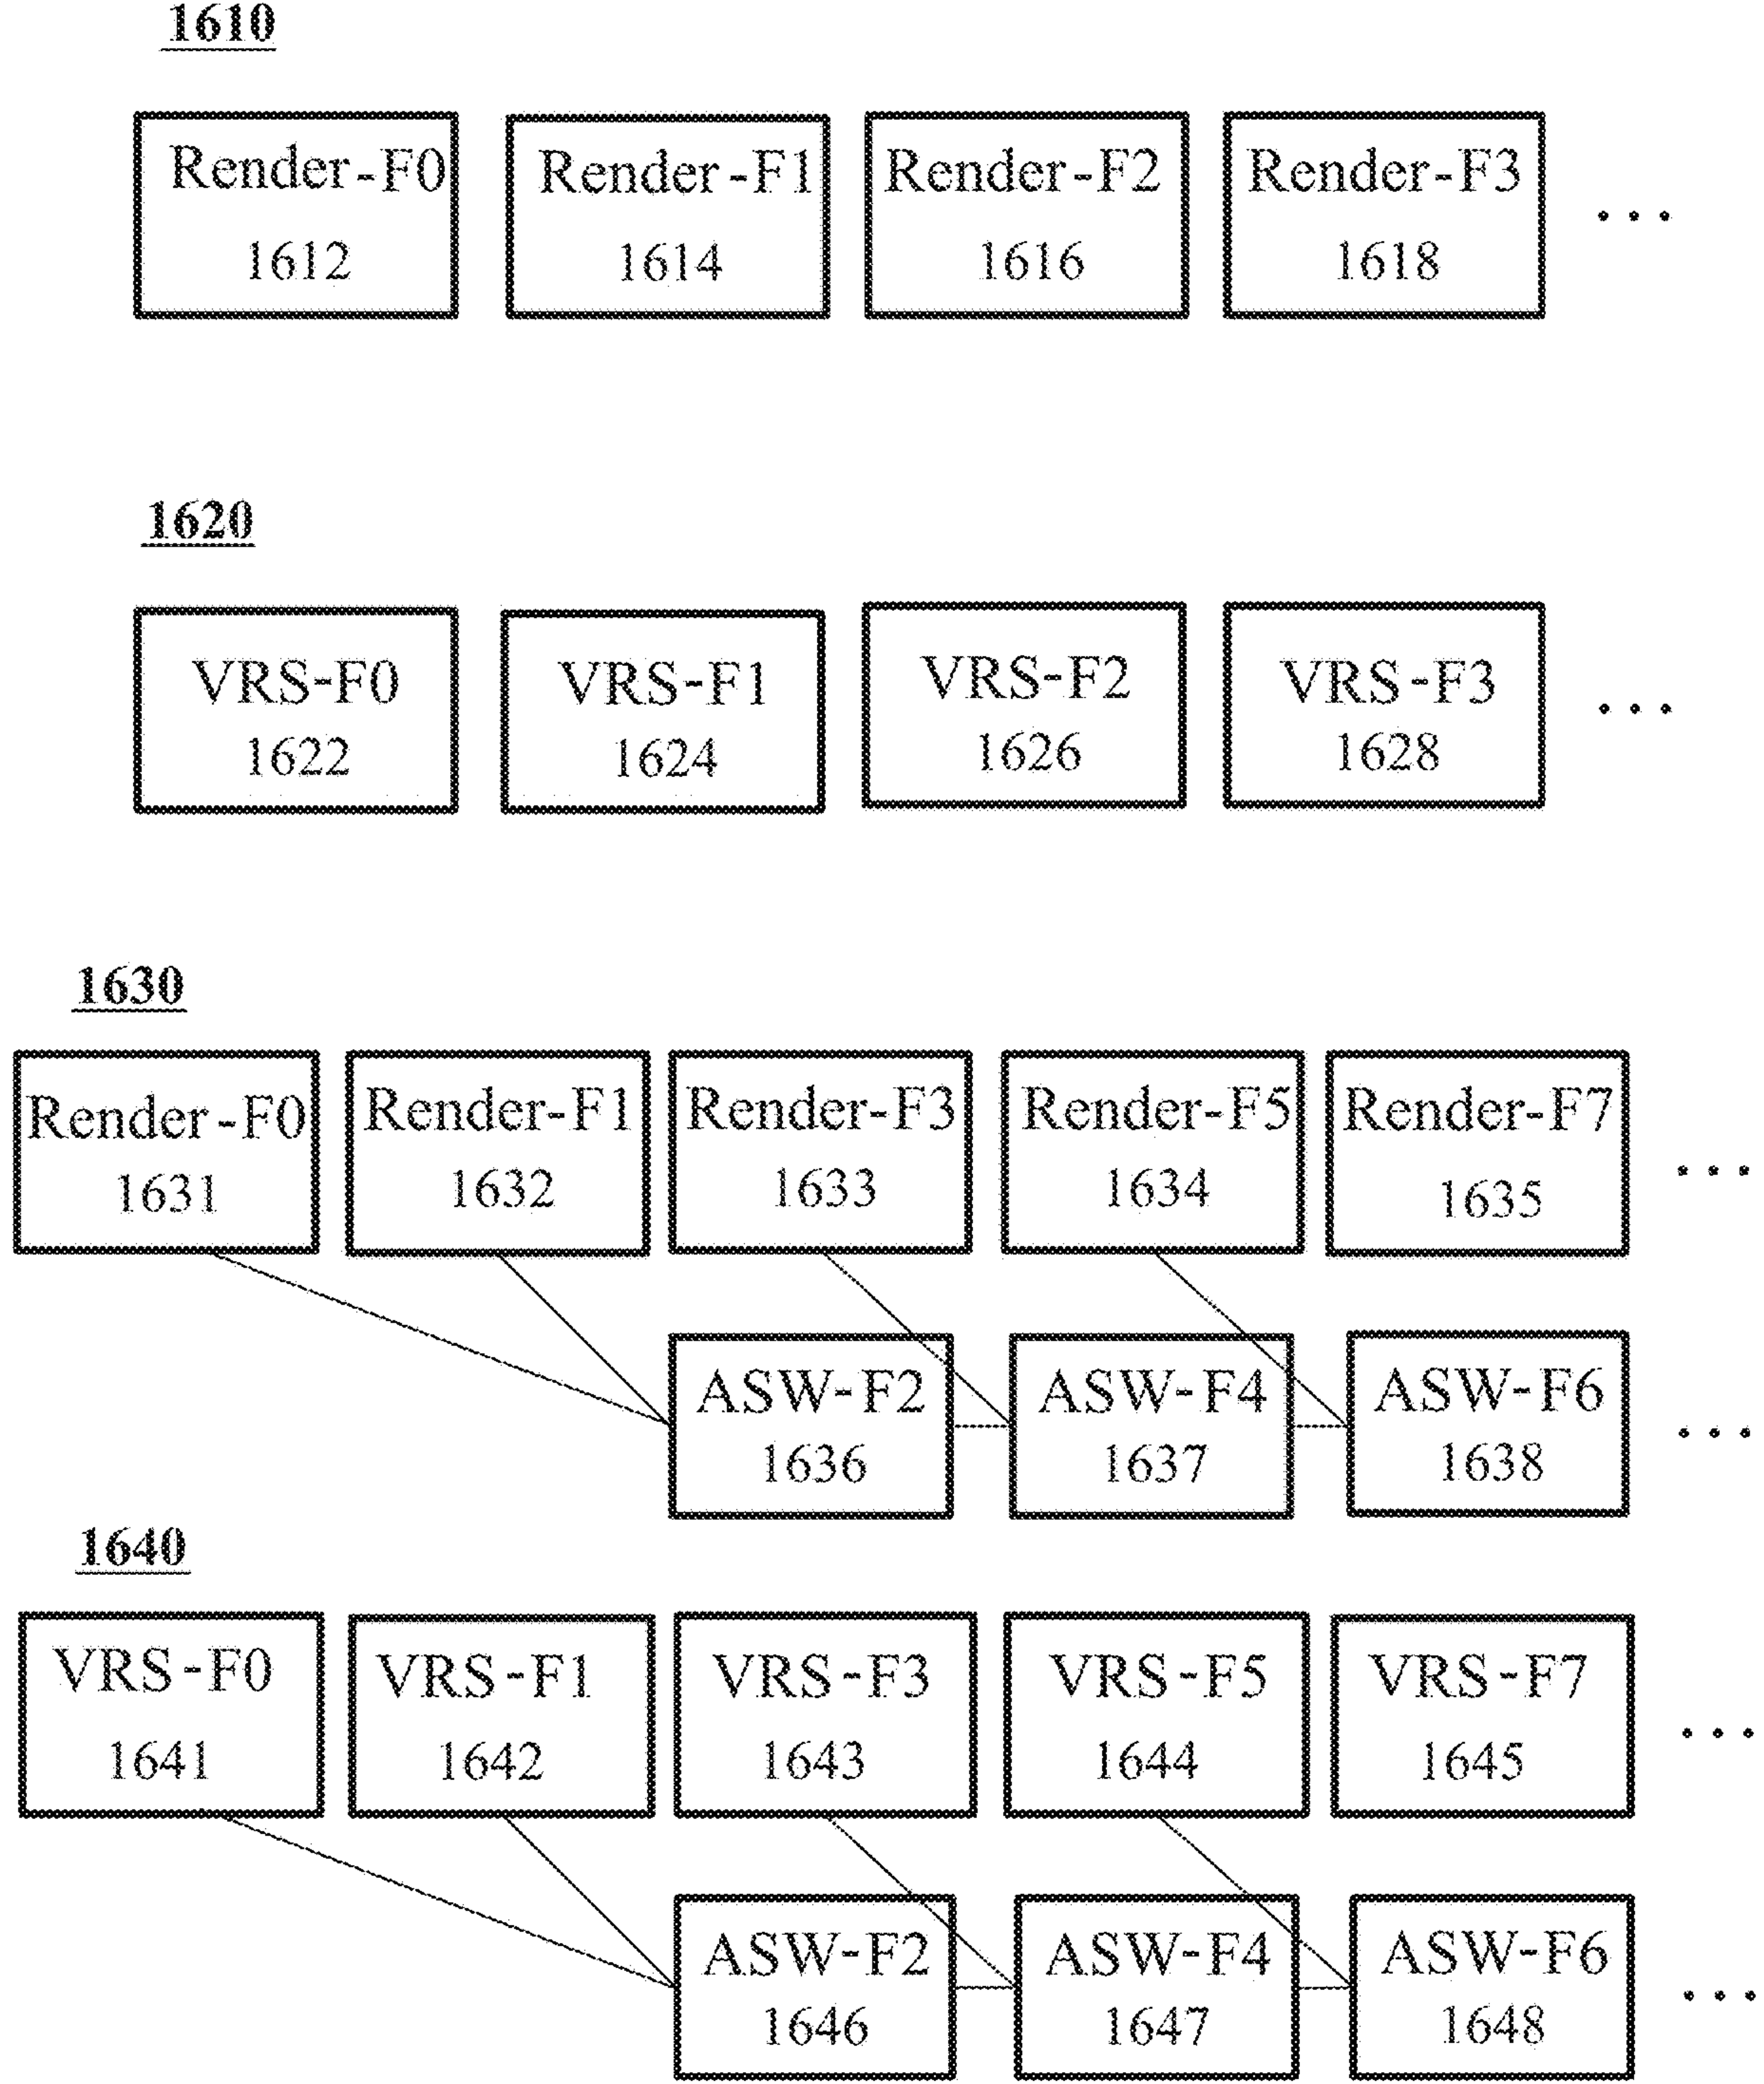 1610
Render-F0 Render-F1 Render-F2 Render-F3
1612 1614 1616 1618 ...
1620
VRS-F0 VRS-F1 VRS-F2 VRS-F3
1622 1624 1626 1628 ...
1630
Render-F0 Render-F1 Render-F3 Render-F5 Render-F7
1631 1632 1633 1634 1635 ...
ASW-F2 ASW-F4 ASW-F6
1636 1637 1638 ...
1640
VRS-F0 VRS-F1 VRS-F3 VRS-F5 VRS-F7
1641 1642 1643 1644 1645 ...
ASW-F2 ASW-F4 ASW-F6
1646 1647 1648 ...